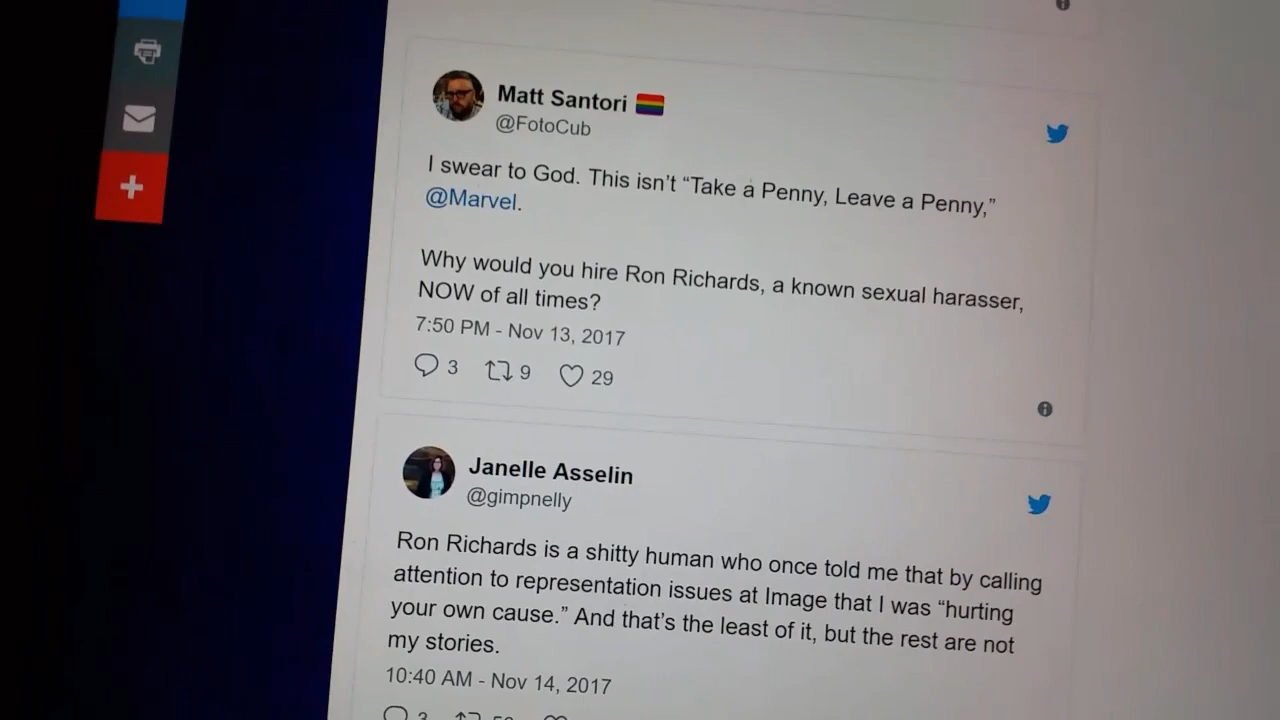 Matt Santori
@FotoCub
I swear to God. This isn't “Take a Penny, Leave a Penny,”
@Marvel.
Why would you hire Ron Richards, a known sexual harasser,
NOW of all times?
7:50 PM - Nov 13, 2017
3 9 29
Janelle Asselin
@gimpnelly
Ron Richards is a shitty human who once told me that by calling
attention to representation issues at Image that I was “hurting
your own cause.” And that's the least of it, but the rest are not
my stories.
10:40 AM - Nov 14, 2017